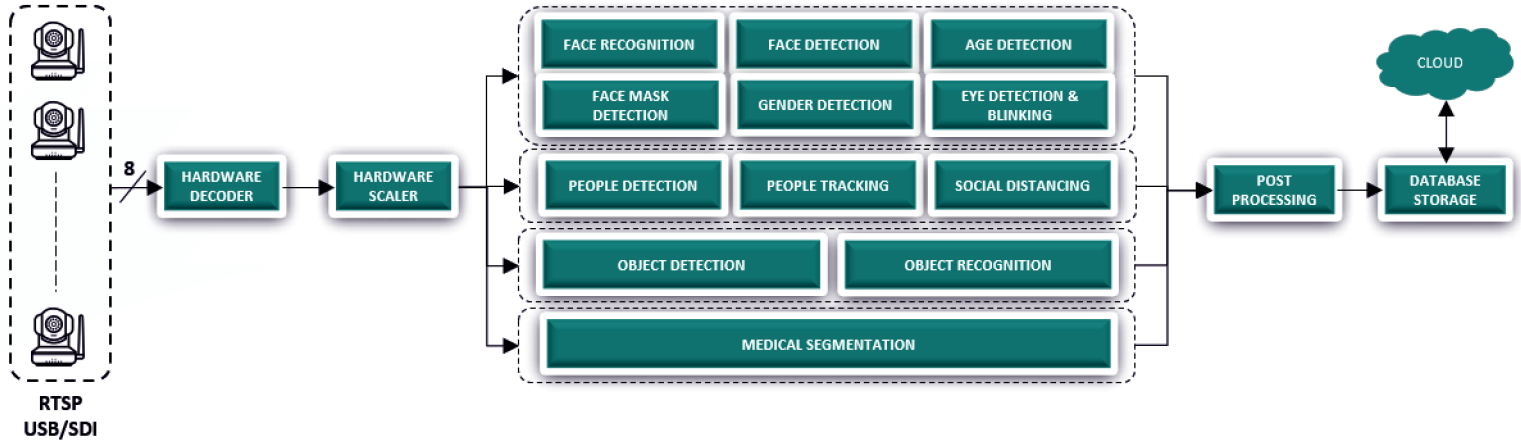 RTSP
USB/SDI
8
HARDWARE
DECODER
HARDWARE
SCALER
FACE RECOGNITION
FACE DETECTION
AGE DETECTION
FACE MASK
DETECTION
GENDER DETECTION
EYE DETECTION &
BLINKING
PEOPLE DETECTION
PEOPLE TRACKING
SOCIAL DISTANCING
OBJECT DETECTION
OBJECT RECOGNITION
MEDICAL SEGMENTATION
POST
PROCESSING
DATABASE
STORAGE
CLOUD